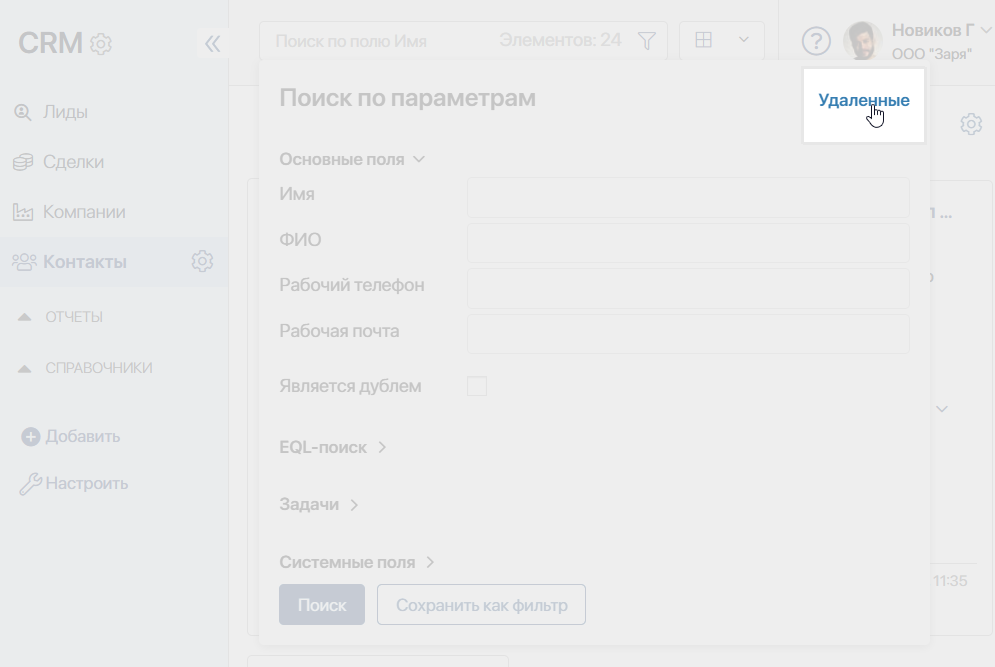 CRM
Лиды
Сделки
Компании
Контакты
ОТЧЕТЫ
СПРАВОЧНИКИ
Добавить
Настроить
Поиск по полю Имя
Элементов: 24
Новиков Г
ООО "Заря"
Поиск по параметрам
Удаленные
Основные поля
Имя
ФИО
Рабочий телефон
Рабочая почта
Является дублем
EQL-поиск
Задачи
Системные поля
Поиск
Сохранить как фильтр
11:35